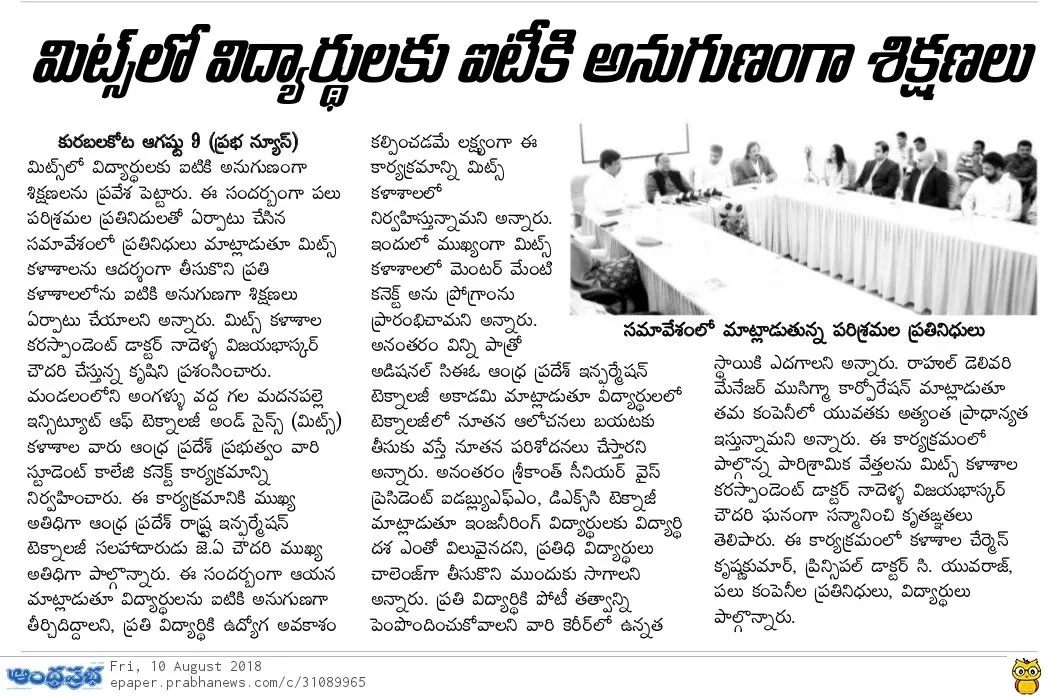 మిట్స్‌లో విద్యార్థులకు ఐటీకి అనుగుణంగా శిక్షణలు
కురబలకోట ఆగష్టు 9 (ప్రభ న్యూస్)
మిట్స్‌లో విద్యార్థులకు ఐటికి అనుగుణంగా
శిక్షణలను ప్రవేశ పెట్టారు. ఈ సందర్భంగా పలు
పరిశ్రమల ప్రతినిదులతో ఏర్పాటు చేసిన
సమావేశంలో ప్రతినిధులు మాట్లాడుతూ మిట్స్
కళాశాలను ఆదర్శంగా తీసుకొని ప్రతి
కళాశాలలోను ఐటికి అనుగుణగా శిక్షణలు
ఏర్పాటు చేయాలని అన్నారు. మిట్స్ కళాశాల
కరస్పాండెంట్ డాక్టర్ నాదెళ్ళ విజయభాస్కర్
చౌదరి చేస్తున్న కృషిని ప్రశంసించారు.
మండలంలోని అంగళ్ళు వద్ద గల మదనపల్లె
ఇన్సిట్యూట్ ఆఫ్ టెక్నాలజీ అండ్ సైన్స్ (మిట్స్)
కళాశాల వారు ఆంధ్ర ప్రదేశ్ ప్రభుత్వం వారి
స్టూడెంట్ కాలేజి కనెక్ట్ కార్యక్రమాన్ని
నిర్వహించారు. ఈ కార్యక్రమానికి ముఖ్య
అతిధిగా ఆంధ్ర ప్రదేశ్ రాష్ట్ర ఇన్ఫర్మేషన్
టెక్నాలజీ సలహాదారుడు జె.ఏ చౌదరి ముఖ్య
అతిధిగా పాల్గొన్నారు. ఈ సందర్భంగా ఆయన
మాట్లాడుతూ విద్యార్థులను ఐటికి అనుగుణగా
తీర్చిదిద్దాలని, ప్రతి విద్యార్థికి ఉద్యోగ అవకాశం
కల్పించడమే లక్ష్యంగా ఈ
కార్యక్రమాన్ని మిట్స్
కళాశాలలో
నిర్వహిస్తున్నామని అన్నారు.
ఇందులో ముఖ్యంగా మిట్స్
కళాశాలలో మెంటర్ మేంటి
కనెక్ట్ అను ప్రోగ్రాంను
ప్రారంభిచామని అన్నారు.
అనంతరం విన్ని పాత్రో
అడిషనల్ సిఈఓ ఆంధ్ర ప్రదేశ్ ఇన్ఫర్మేషన్
టెక్నాలజీ అకాడమి మాట్లాడుతూ విద్యార్థులలో
టెక్నాలజీలో నూతన ఆలోచనలు బయటకు
తీసుకు వస్తే నూతన పరిశోదనలు చేస్తారని
అన్నారు. అనంతరం శ్రీకాంత్ సీనియర్ వైస్
ప్రెసిడెంట్ ఐడబ్ల్యుఎఫ్ఎం, డిఎక్స్‌సి టెక్నాజీ
మాట్లాడుతూ ఇంజనీరింగ్ విద్యార్థులకు విద్యార్థి
దశ ఎంతో విలువైనదని, ప్రతిధి విద్యార్థులు
చాలెంజ్‌గా తీసుకొని ముందుకు సాగాలని
అన్నారు. ప్రతి విద్యార్థికి పోటీ తత్వాన్ని
పెంపొందించుకోవాలని వారి కెరీర్‌లో ఉన్నత
సమావేశంలో మాట్లాడుతున్న పరిశ్రమల ప్రతినిధులు
స్థాయికి ఎదగాలని అన్నారు. రాహుల్ డెలివరి
మేనేజర్ ముసిగ్మా కార్పోరేషన్ మాట్లాడుతూ
తమ కంపెనీలో యువతకు అత్యంత ప్రాధాన్యత
ఇస్తున్నామని అన్నారు. ఈ కార్యక్రమంలో
పాల్గొన్న పారిశ్రామిక వేత్తలను మిట్స్ కళాశాల
కరస్పాండెంట్ డాక్టర్ నాదెళ్ళ విజయభాస్కర్
చౌదరి ఘనంగా సన్మానించి కృతజ్ఞతలు
తెలిపారు. ఈ కార్యక్రమంలో కళాశాల చేర్మెన్
కృష్ణకుమార్, ప్రిన్సిపల్ డాక్టర్ సి. యువరాజ్,
పలు కంపెనీల ప్రతినిధులు, విద్యార్థులు
పాల్గొన్నారు.
ఆంధ్రప్రభ
Fri, 10 August 2018
epaper.prabhanews.com/c/31089965